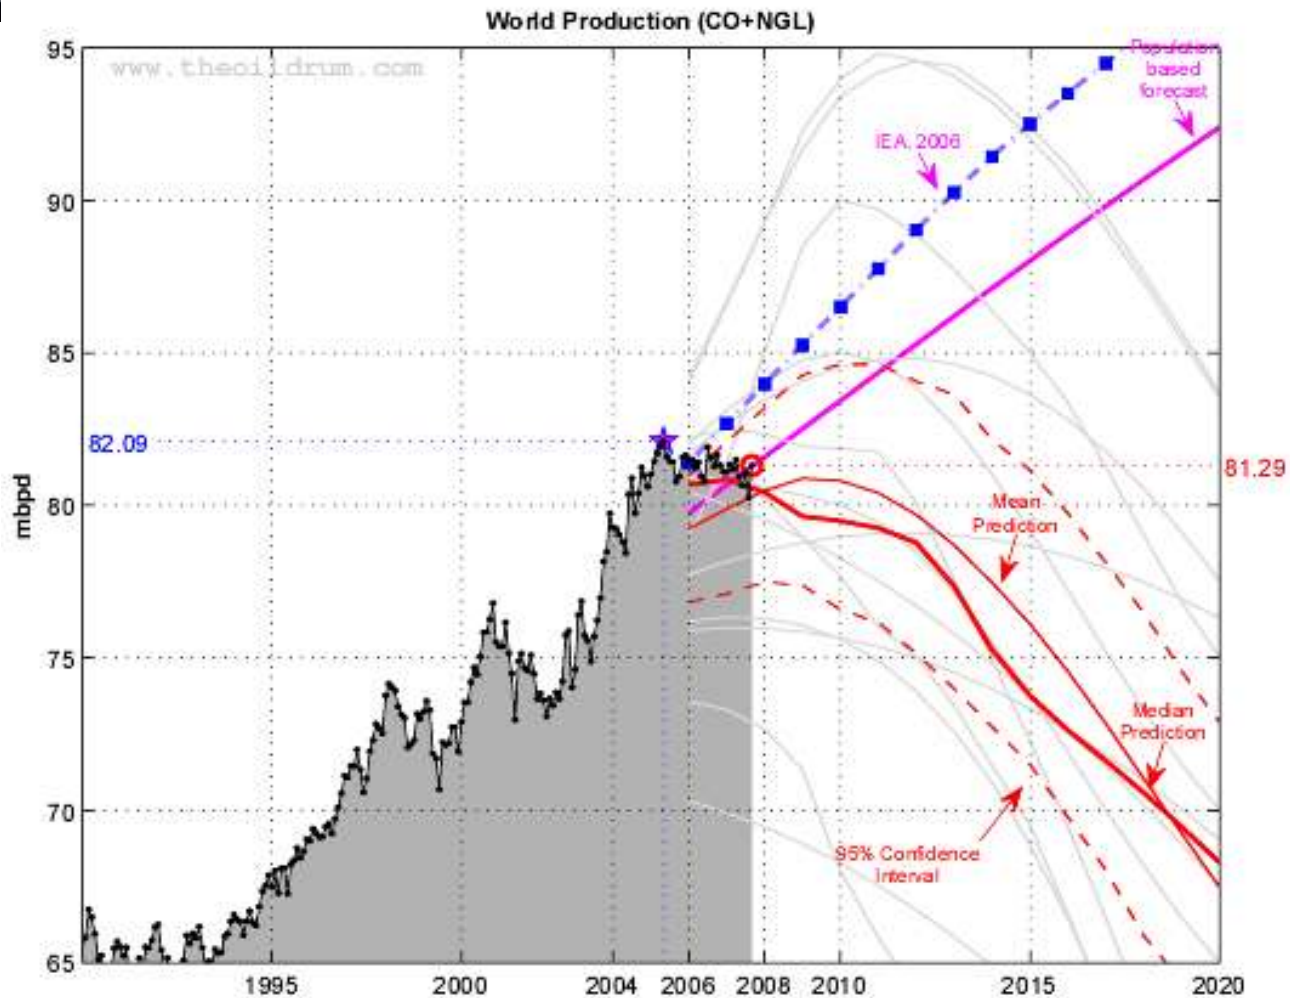 World Production (CO+NGL)
www.theoildrum.com
95
90
85
80
75
70
65
mbpd
82.09
81.29
Population
based
forecast
IEA, 2006
Mean
Prediction
Median
Prediction
95% Confidence
Interval
1995
2000
2004
2006
2008
2010
2015
2020